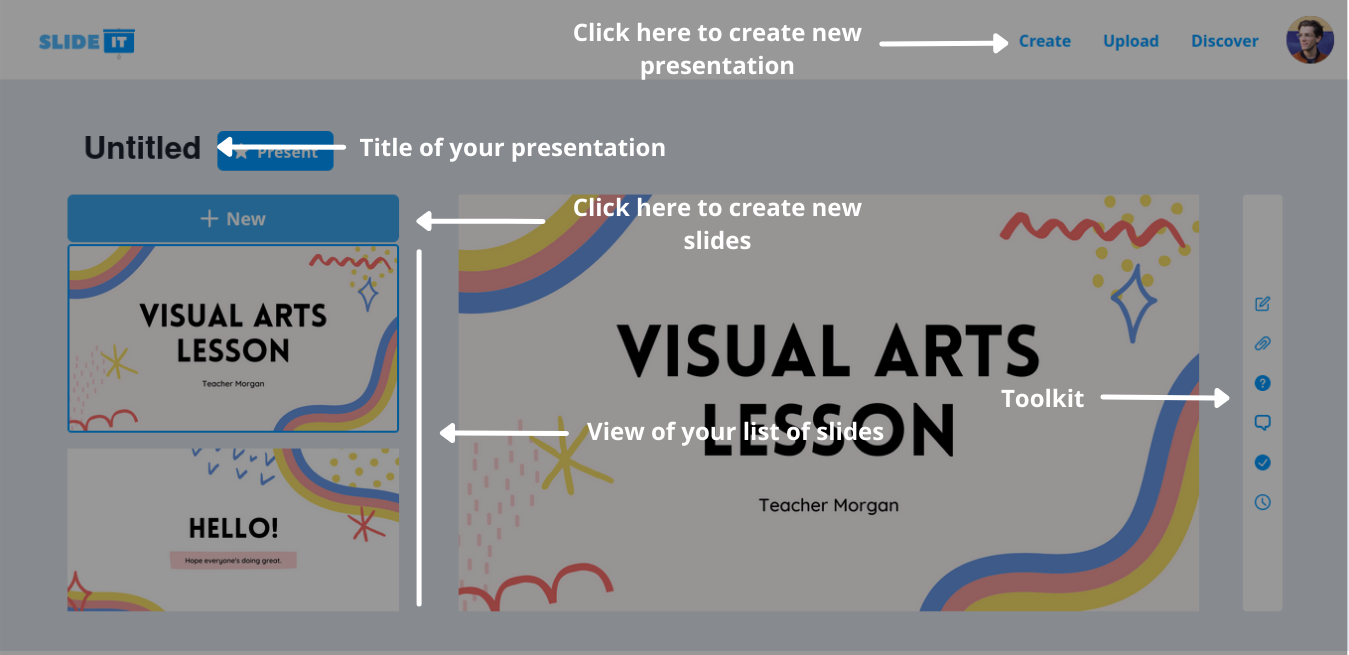 SLIDE IT
Click here to create new
presentation
Create Upload Discover
Untitled
Present
Title of your presentation
+ New
Click here to create new
slides
VISUAL ARTS
LESSON
Teacher Morgan
HELLO!
Hope everyone's doing great.
View of your list of slides
VISUAL ARTS
LESSON
Teacher Morgan
Toolkit